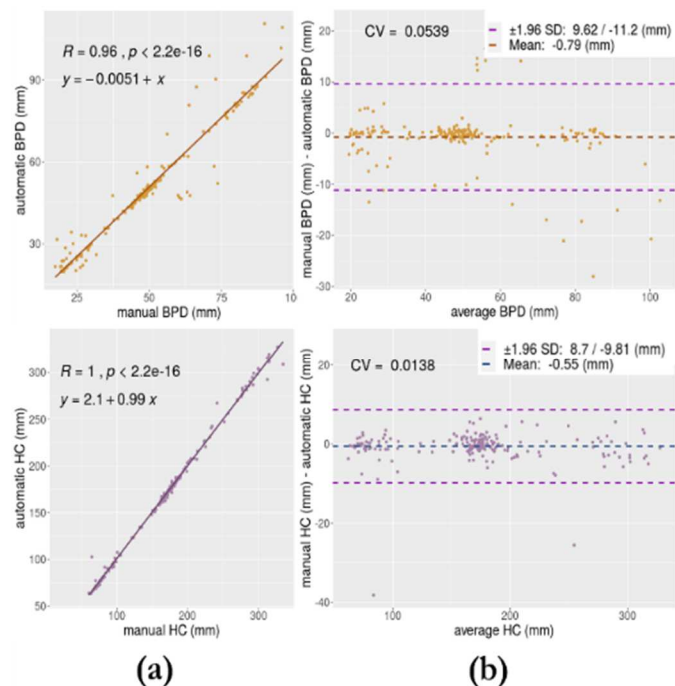 R = 0.96 , p < 2.2e-16
y = −0.0051 + x
automatic BPD (mm)
90
60
30
25
50
75
10
manual BPD (mm)
CV = 0.0539
±1.96 SD: 9.62 / -11.2 (mm)
Mean: -0.79 (mm)
manual BPD (mm) - automatic BPD (mm)
20
10
0
-10
-20
-30
20
40
60
80
100
average BPD (mm)
R = 1 , p < 2.2e-16
y = 2.1 + 0.99 x
automatic HC (mm)
300
250
200
150
100
50
100
200
300
manual HC (mm)
CV = 0.0138
±1.96 SD: 8.7 / -9.81 (mm)
Mean: -0.55 (mm)
manual HC (mm) - automatic HC (mm)
20
0
-20
-40
100
200
300
average HC (mm)
(a)
(b)